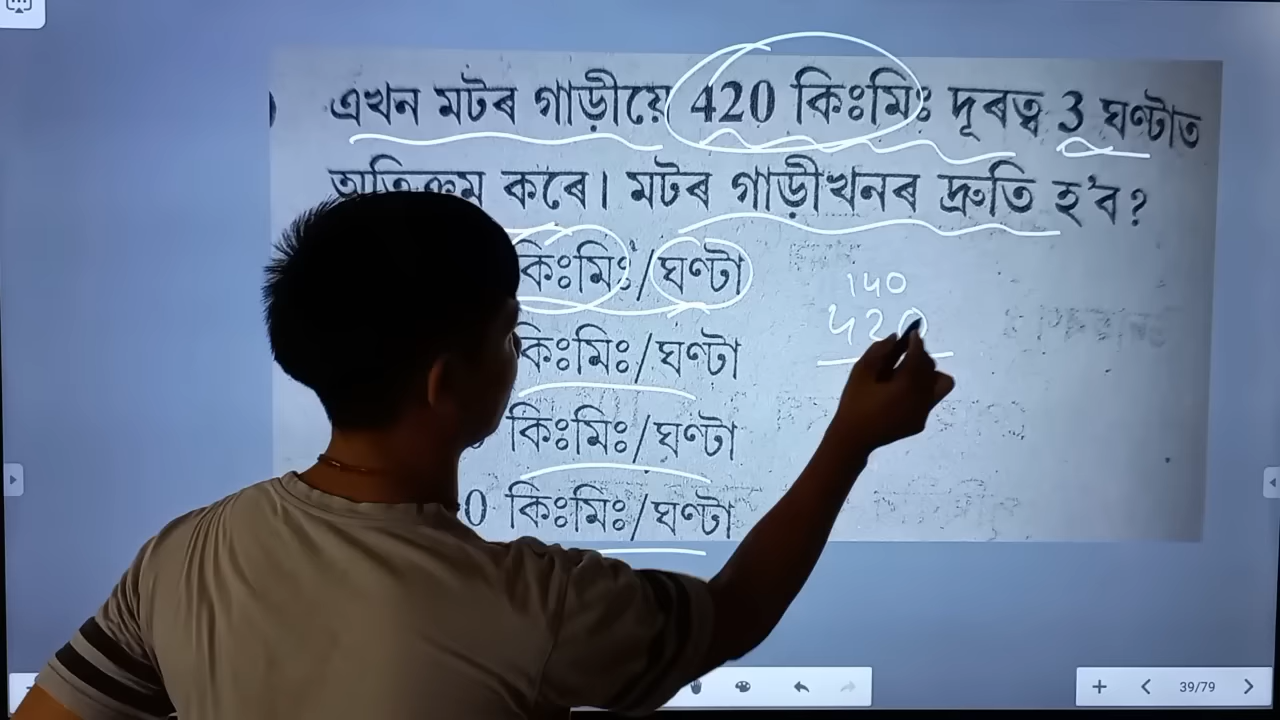 এখন মটৰ গাড়ীয়ে 420 কিঃমিঃ দূৰত্ব 3 ঘণ্টাত
অতিক্ৰম কৰে। মটৰ গাড়ীখনৰ দ্ৰুতি হ'ব?
কিঃমিঃ/ঘণ্টা
কিঃমিঃ/ঘণ্টা
কিঃমিঃ/ঘণ্টা
0 কিঃমিঃ/ঘণ্টা
140
420
39/79